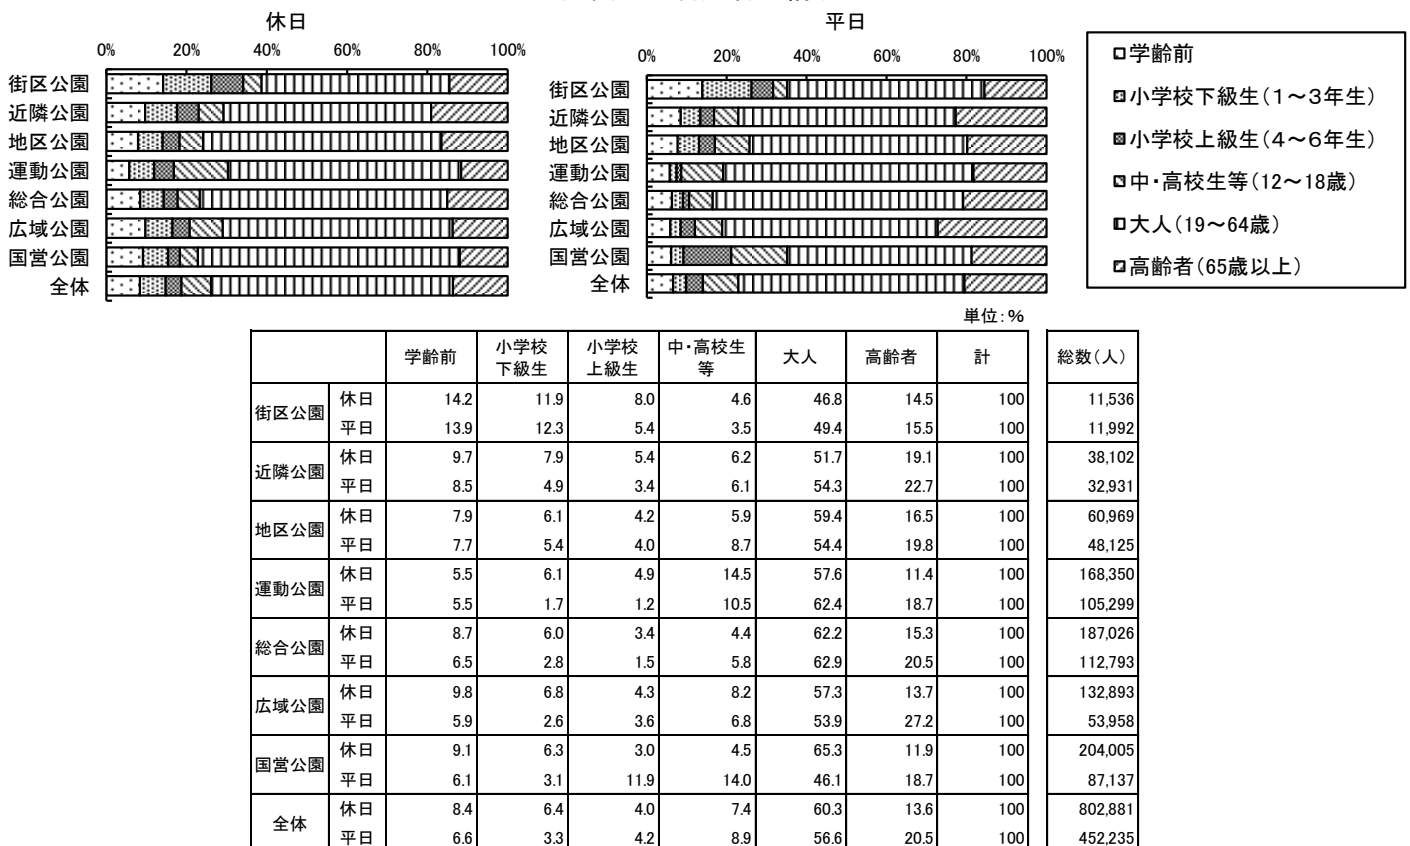 休日
0% 20% 40% 60% 80% 100%
街区公園
近隣公園
地区公園
運動公園
総合公園
広域公園
国営公園
全体
平日
0% 20% 40% 60% 80% 100%
街区公園
近隣公園
地区公園
運動公園
総合公園
広域公園
国営公園
全体
学齢前
小学校下級生(1～3年生)
小学校上級生(4～6年生)
中・高校生等(12～18歳)
大人(19～64歳)
高齢者(65歳以上)
単位:%
学齢前 小学校下級生 小学校上級生 中・高校生等 大人 高齢者 計 総数(人)
街区公園 休日 14.2 11.9 8.0 4.6 46.8 14.5 100 11,536
平日 13.9 12.3 5.4 3.5 49.4 15.5 100 11,992
近隣公園 休日 9.7 7.9 5.4 6.2 51.7 19.1 100 38,102
平日 8.5 4.9 3.4 6.1 54.3 22.7 100 32,931
地区公園 休日 7.9 6.1 4.2 5.9 59.4 16.5 100 60,969
平日 7.7 5.4 4.0 8.7 54.4 19.8 100 48,125
運動公園 休日 5.5 6.1 4.9 14.5 57.6 11.4 100 168,350
平日 5.5 1.7 1.2 10.5 62.4 18.7 100 105,299
総合公園 休日 8.7 6.0 3.4 4.4 62.2 15.3 100 187,026
平日 6.5 2.8 1.5 5.8 62.9 20.5 100 112,793
広域公園 休日 9.8 6.8 4.3 8.2 57.3 13.7 100 132,893
平日 5.9 2.6 3.6 6.8 53.9 27.2 100 53,958
国営公園 休日 9.1 6.3 3.0 4.5 65.3 11.9 100 204,005
平日 6.1 3.1 11.9 14.0 46.1 18.7 100 87,137
全体 休日 8.4 6.4 4.0 7.4 60.3 13.6 100 802,881
平日 6.6 3.3 4.2 8.9 56.6 20.5 100 452,235